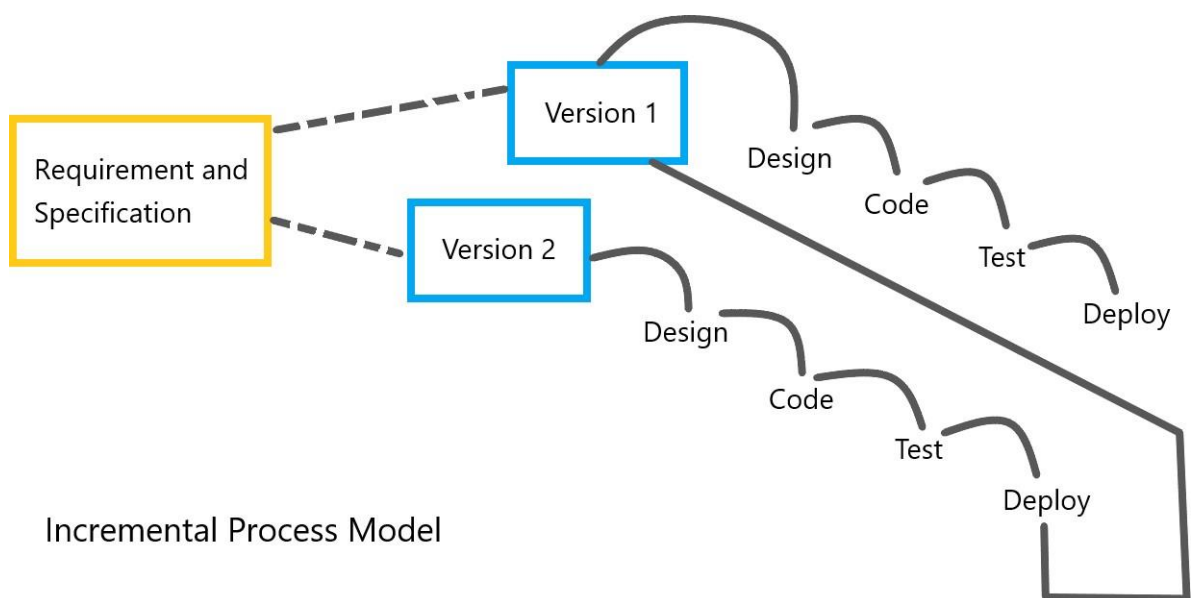 Requirement and
Specification
Version 1
Design
Code
Test
Deploy
Version 2
Design
Code
Test
Deploy
Incremental Process Model